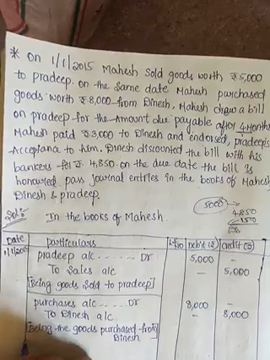 * On 1/1/2015 Mahesh Sold goods worth ₹5,000
to pradeep on the same date Mahesh purchased
goods worth ₹8,000 from Dinesh, Mahesh drew a bill
on pradeep for the amount due payable after 4 months
Mahesh paid ₹3,000 to Dinesh and endorsed, pradeep's
Acceptana to him. Dinesh discounted the bill with his
bankers for ₹ 4,850 on the due date the bill is
honoured pass journal entries in the books of Mahesh
Dinesh & pradeep.
5000
4,850
150
Sol:- In the books of Mahesh
Date particulars L/Fno Debit (₹) Credit (₹)
1/1/2015 pradeep a/c ...... Dr 5,000 -
To Sales a/c - 5,000
[Being goods Sold to pradeep]
purchases a/c .... Dr 8,000 -
To Dinesh a/c - 8,000
[Being the goods purchased from
Dinesh